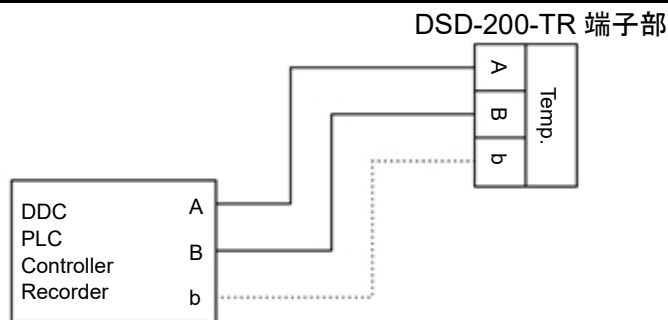 DSD-200-TR 端子部
A
B
b
Temp.
DDC
PLC
Controller
Recorder
A
B
b